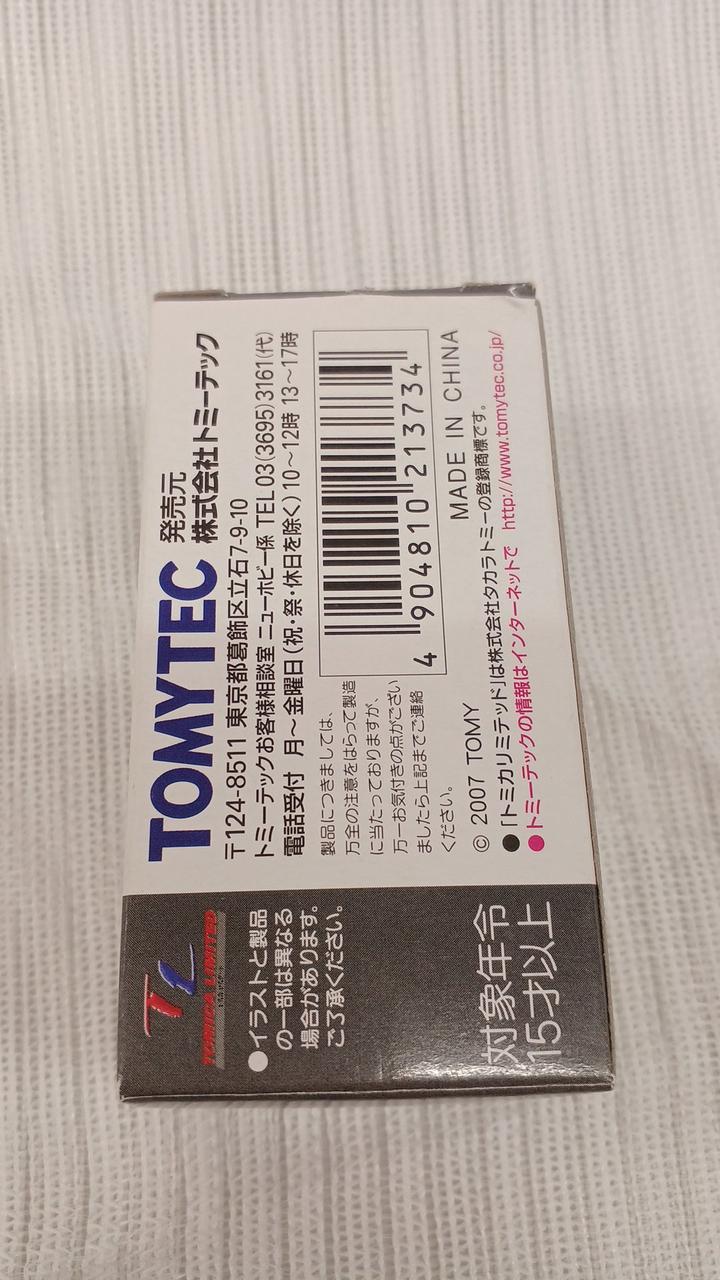 TL
TOMICA LIMITED
●イラストと製品
の一部は異なる
場合があります。
ご了承ください。
対象年令
15才以上
TOMYTEC 発売元
株式会社トミーテック
〒124-8511 東京都葛飾区立石7-9-10
トミーテックお客様相談室 ニューホビー係 TEL 03(3695)3161(代)
電話受付 月～金曜日(祝・祭・休日を除く) 10～12時 13～17時
製品につきましては、
万全の注意をはらって製造
に当たっておりますが、
万一お気付きの点がござい
ましたら上記までご連絡
ください。
4 904810 213734
© 2007 TOMY MADE IN CHINA
●「トミカリミテッド」は株式会社タカラトミーの登録商標です。
●トミーテックの情報はインターネットで http://www.tomytec.co.jp/